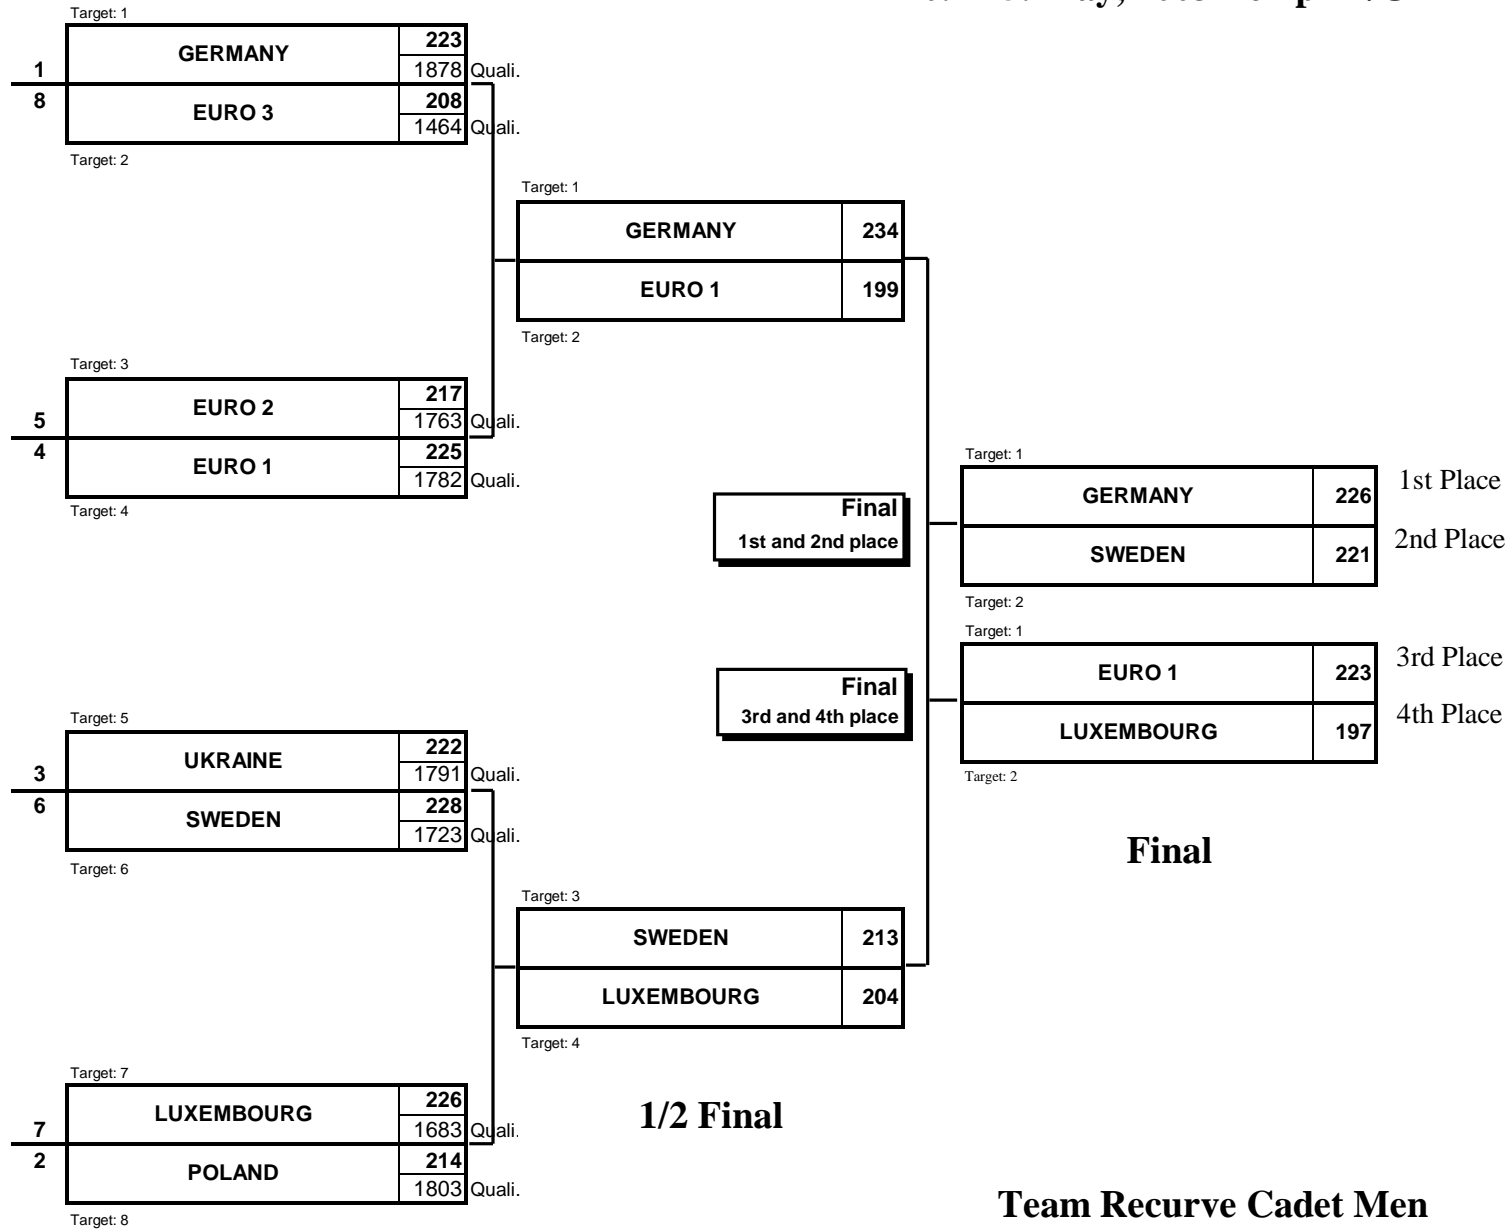 Target: 1
GERMANY 223
1 1878 Quali.
8 EURO 3 208
1464 Quali.
Target: 2
Target: 3
EURO 2 217
5 1763 Quali.
4 EURO 1 225
1782 Quali.
Target: 4
Target: 5
UKRAINE 222
3 1791 Quali.
6 SWEDEN 228
1723 Quali.
Target: 6
Target: 7
LUXEMBOURG 226
7 1683 Quali.
2 POLAND 214
1803 Quali.
Target: 8
Target: 1
GERMANY 234
EURO 1 199
Target: 2
Target: 3
SWEDEN 213
LUXEMBOURG 204
Target: 4
1/2 Final
Final
1st and 2nd place
Target: 1
GERMANY 226 1st Place
SWEDEN 221 2nd Place
Target: 2
Final
3rd and 4th place
Target: 1
EURO 1 223 3rd Place
LUXEMBOURG 197 4th Place
Target: 2
Final
Team Recurve Cadet Men